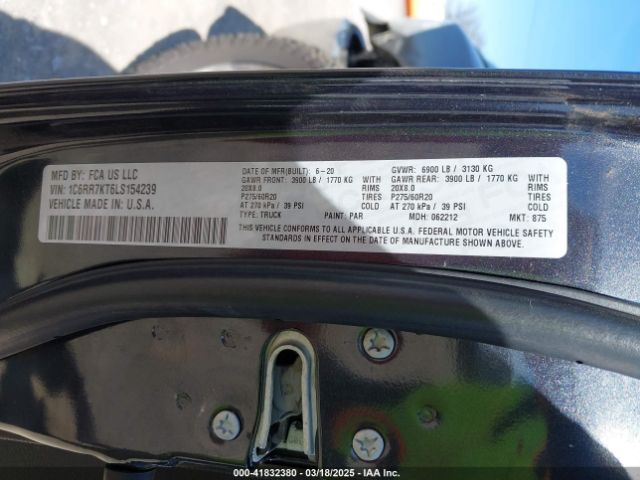 MFD BY: FCA US LLC
VIN: 1C6RR7KT6LS154239
VEHICLE MADE IN: U.S.A.
DATE OF MFR(BUILT): 6-20 GVWR: 6900 LB / 3130 KG
GAWR FRONT: 3900 LB / 1770 KG WITH GAWR REAR: 3900 LB / 1770 KG WITH
20X8.0 RIMS 20X8.0 RIMS
P275/60R20 TIRES P275/60R20 TIRES
AT 270 kPa / 39 PSI COLD AT 270 kPa / 39 PSI COLD
TYPE: TRUCK PAINT: PAR MDH: 062212 MKT: 875
THIS VEHICLE CONFORMS TO ALL APPLICABLE U.S.A. FEDERAL MOTOR VEHICLE SAFETY
STANDARDS IN EFFECT ON THE DATE OF MANUFACTURE SHOWN ABOVE.
000-41832380 - 03/18/2025 - IAA Inc.